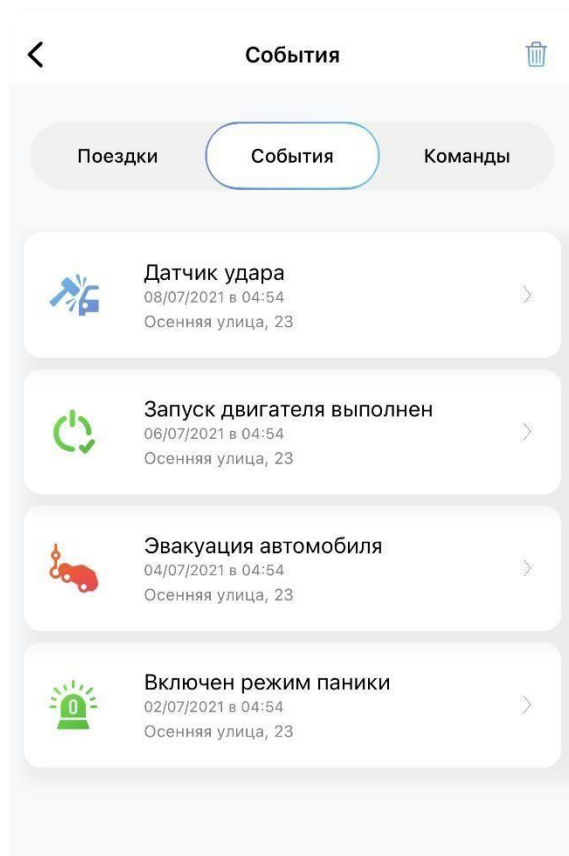 События
Поездки События Команды
Датчик удара
08/07/2021 в 04:54
Осенняя улица, 23
Запуск двигателя выполнен
06/07/2021 в 04:54
Осенняя улица, 23
Эвакуация автомобиля
04/07/2021 в 04:54
Осенняя улица, 23
Включен режим паники
02/07/2021 в 04:54
Осенняя улица, 23